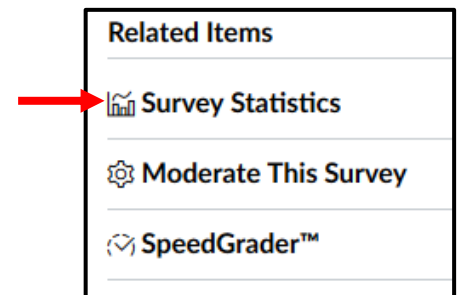 Related Items
Survey Statistics
Moderate This Survey
SpeedGrader™